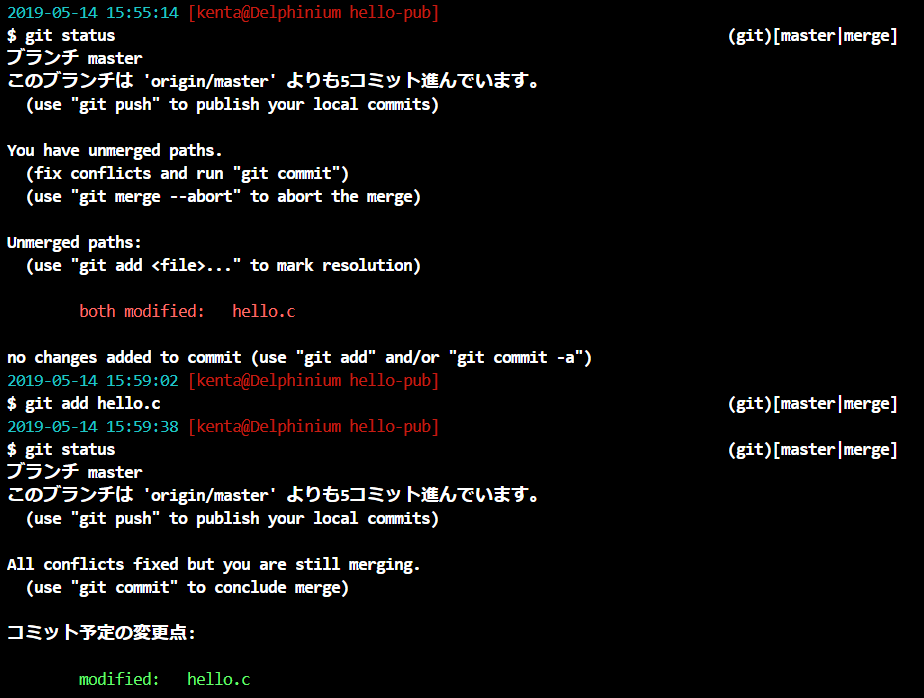 2019-05-14 15:55:14 [kenta@Delphinium hello-pub]
$ git status (git)[master|merge]
ブランチ master
このブランチは 'origin/master' よりも5コミット進んでいます。
  (use "git push" to publish your local commits)

You have unmerged paths.
  (fix conflicts and run "git commit")
  (use "git merge --abort" to abort the merge)

Unmerged paths:
  (use "git add <file>..." to mark resolution)

        both modified:   hello.c

no changes added to commit (use "git add" and/or "git commit -a")
2019-05-14 15:59:02 [kenta@Delphinium hello-pub]
$ git add hello.c (git)[master|merge]
2019-05-14 15:59:38 [kenta@Delphinium hello-pub]
$ git status (git)[master|merge]
ブランチ master
このブランチは 'origin/master' よりも5コミット進んでいます。
  (use "git push" to publish your local commits)

All conflicts fixed but you are still merging.
  (use "git commit" to conclude merge)

コミット予定の変更点:

        modified:   hello.c